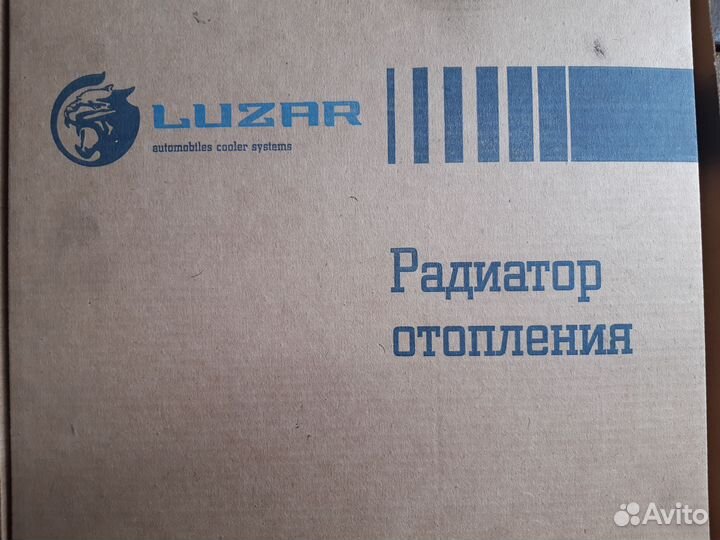 LUZAR
automobiles cooler systems
Радиатор
отопления
Avito